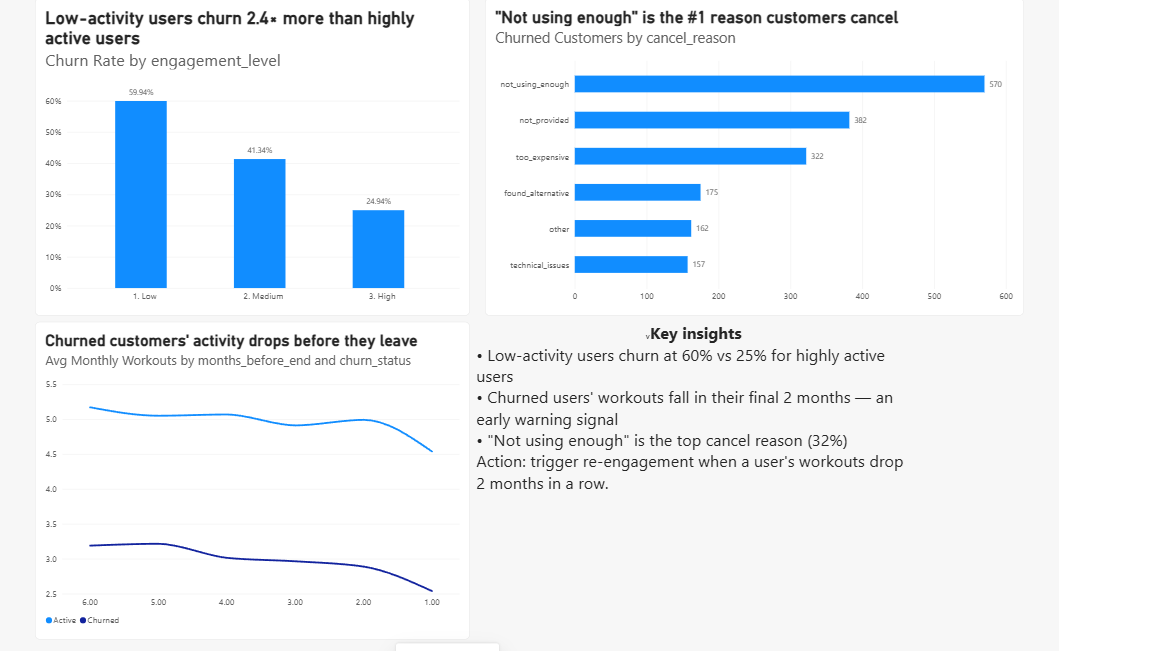 Low-activity users churn 2.4× more than highly
active users
Churn Rate by engagement_level
59.94%
60%
50%
41.34%
40%
30%
24.94%
20%
10%
0%
1. Low
2. Medium
3. High
"Not using enough" is the #1 reason customers cancel
Churned Customers by cancel_reason
not_using_enough 570
not_provided 382
too_expensive 322
found_alternative 175
other 162
technical_issues 157
0 100 200 300 400 500 600
Churned customers' activity drops before they leave
Avg Monthly Workouts by months_before_end and churn_status
5.5
5.0
4.5
4.0
3.5
3.0
2.5
6.00 5.00 4.00 3.00 2.00 1.00
Active Churned
Key insights
• Low-activity users churn at 60% vs 25% for highly active
users
• Churned users' workouts fall in their final 2 months — an
early warning signal
• "Not using enough" is the top cancel reason (32%)
Action: trigger re-engagement when a user's workouts drop
2 months in a row.